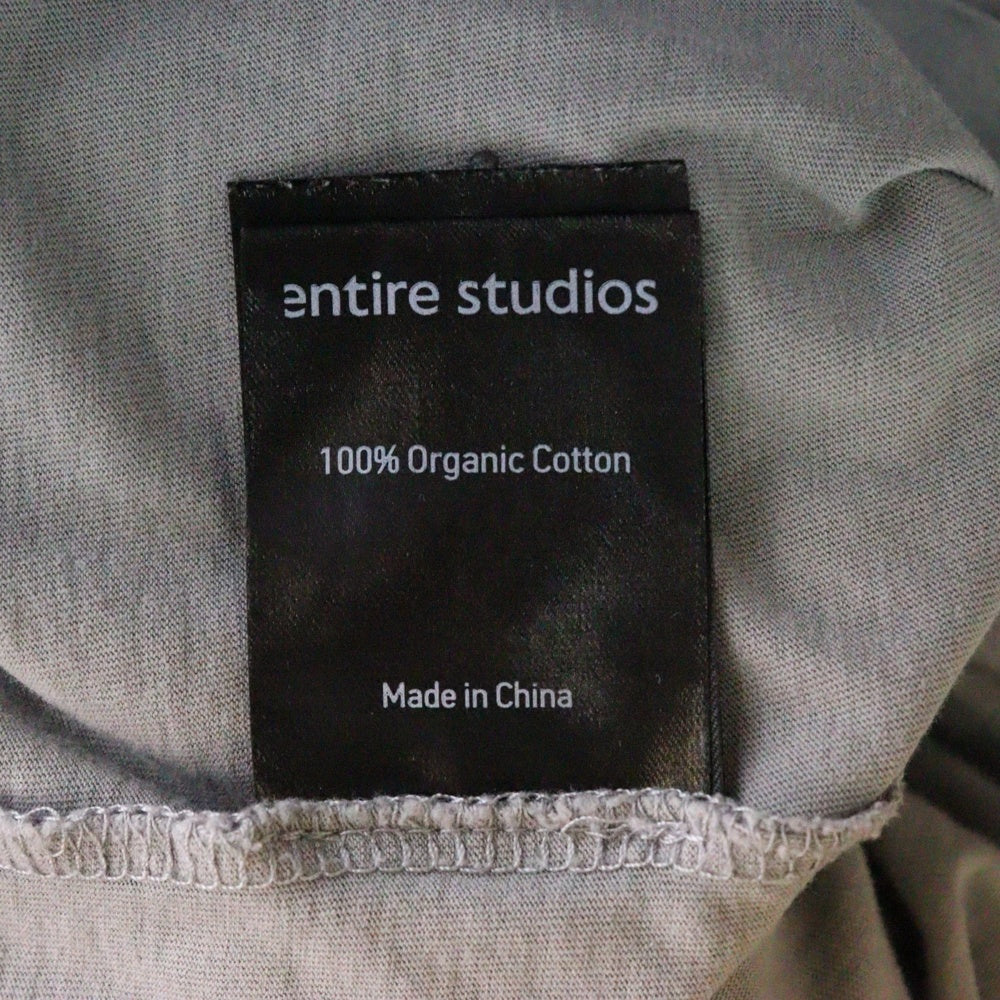 entire studios
100% Organic Cotton
Made in China